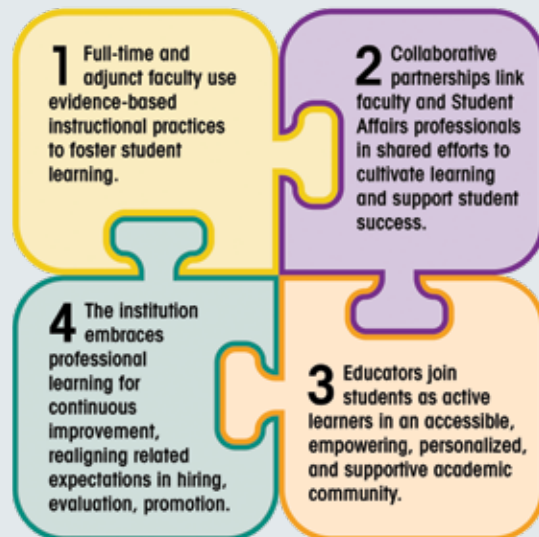 1 Full-time and
adjunct faculty use
evidence-based
instructional practices
to foster student
learning.
2 Collaborative
partnerships link
faculty and Student
Affairs professionals
in shared efforts to
cultivate learning
and support student
success.
3 Educators join
students as active
learners in an accessible,
empowering, personalized,
and supportive academic
community.
4 The institution
embraces
professional
learning for
continuous
improvement,
realigning related
expectations in hiring,
evaluation, promotion.